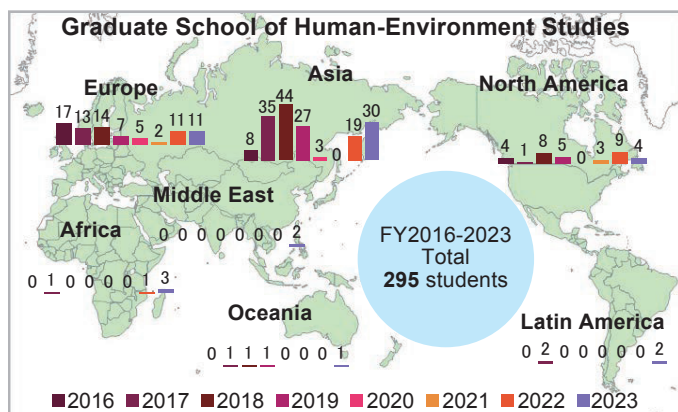 Graduate School of Human-Environment Studies
Europe
17 13 14 7 5 2 11 11
Asia
8 35 44 27 3 0 19 30
North America
4 1 8 5 0 3 9 4
Middle East
0 0 0 0 0 0 0 2
Africa
0 1 0 0 0 0 1 3
FY2016-2023
Total
295 students
Oceania
0 1 1 1 0 0 0 1
Latin America
0 2 0 0 0 0 0 2
2016 2017 2018 2019 2020 2021 2022 2023